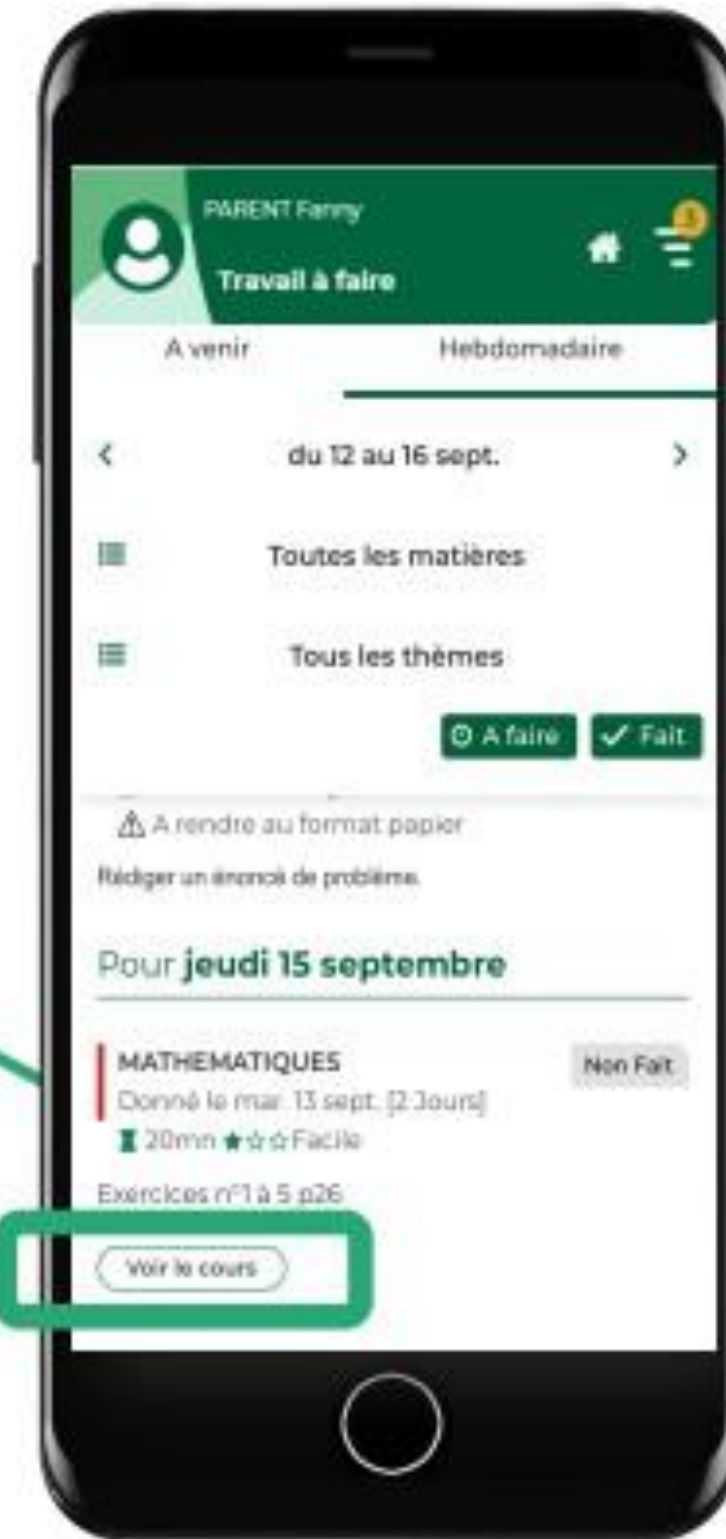 PARENT Fanny
3
Travail à faire
A venir
Hebdomadaire
du 12 au 16 sept.
Toutes les matières
Tous les thèmes
A faire
Fait
A rendre au format papier
Rédiger un énoncé de problème.
Pour jeudi 15 septembre
MATHEMATIQUES
Non Fait
Donné le mar. 13 sept. [2 Jours]
20mn ★☆☆ Facile
Exercices n°1 à 5 p26
Voir le cours